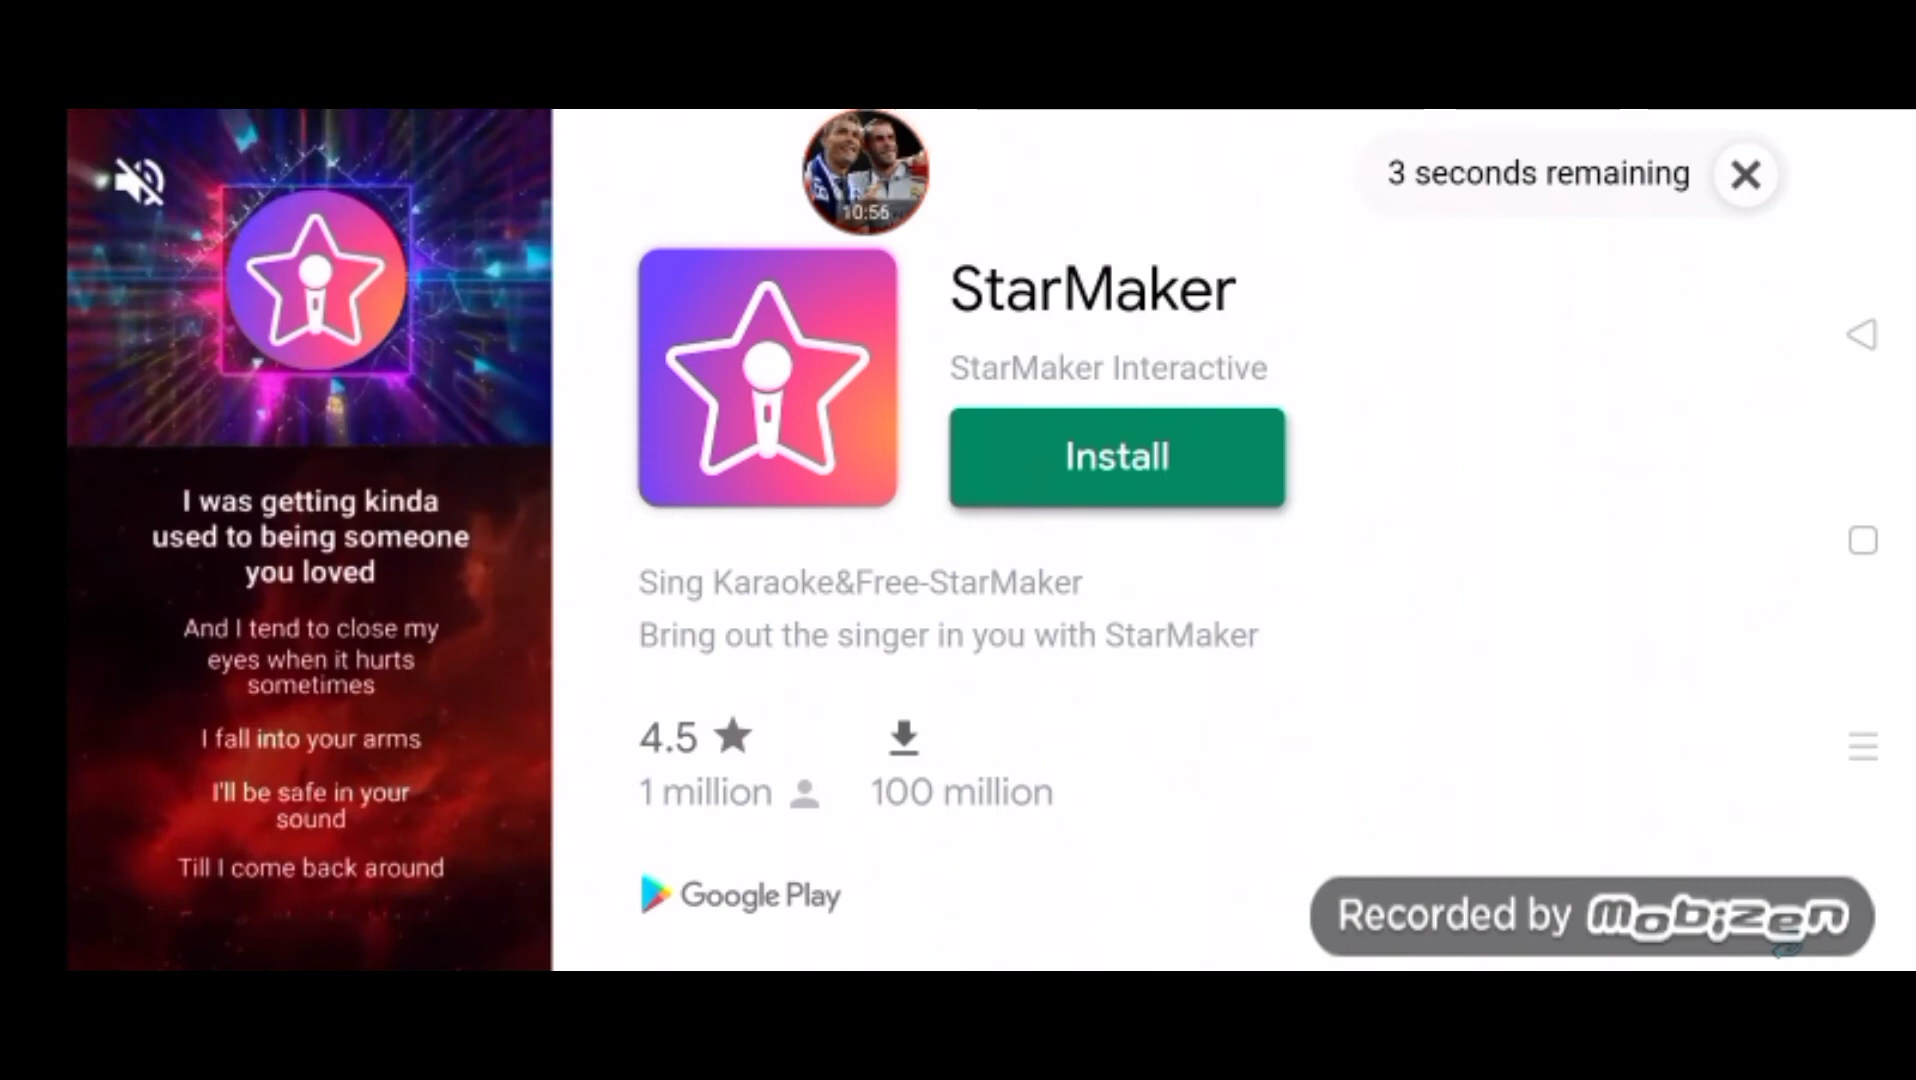 I was getting kinda
used to being someone
you loved
And I tend to close my
eyes when it hurts
sometimes
I fall into your arms
I'll be safe in your
sound
Till I come back around
10:56
3 seconds remaining
StarMaker
StarMaker Interactive
Install
Sing Karaoke&Free-StarMaker
Bring out the singer in you with StarMaker
4.5 ★
1 million
100 million
Google Play
Recorded by mobizen